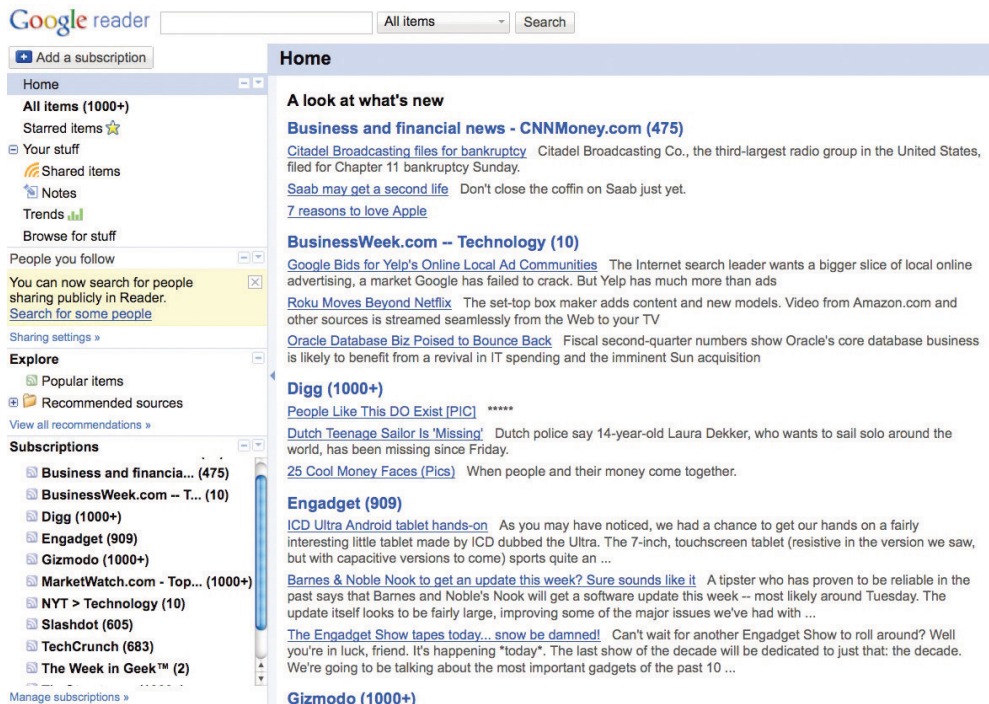 Google reader
All items
Search
Add a subscription
Home
All items (1000+)
Starred items
Your stuff
Shared items
Notes
Trends
Browse for stuff
People you follow
You can now search for people
sharing publicly in Reader.
Search for some people
Sharing settings »
Explore
Popular items
Recommended sources
View all recommendations »
Subscriptions
Business and financia... (475)
BusinessWeek.com -- T... (10)
Digg (1000+)
Engadget (909)
Gizmodo (1000+)
MarketWatch.com - Top... (1000+)
NYT > Technology (10)
Slashdot (605)
TechCrunch (683)
The Week in Geek™ (2)
Manage subscriptions »
Home
A look at what's new
Business and financial news - CNNMoney.com (475)
Citadel Broadcasting files for bankruptcy Citadel Broadcasting Co., the third-largest radio group in the United States,
filed for Chapter 11 bankruptcy Sunday.
Saab may get a second life Don't close the coffin on Saab just yet.
7 reasons to love Apple
BusinessWeek.com -- Technology (10)
Google Bids for Yelp's Online Local Ad Communities The Internet search leader wants a bigger slice of local online
advertising, a market Google has failed to crack. But Yelp has much more than ads
Roku Moves Beyond Netflix The set-top box maker adds content and new models. Video from Amazon.com and
other sources is streamed seamlessly from the Web to your TV
Oracle Database Biz Poised to Bounce Back Fiscal second-quarter numbers show Oracle's core database business
is likely to benefit from a revival in IT spending and the imminent Sun acquisition
Digg (1000+)
People Like This DO Exist [PIC] *****
Dutch Teenage Sailor Is 'Missing' Dutch police say 14-year-old Laura Dekker, who wants to sail solo around the
world, has been missing since Friday.
25 Cool Money Faces (Pics) When people and their money come together.
Engadget (909)
ICD Ultra Android tablet hands-on As you may have noticed, we had a chance to get our hands on a fairly
interesting little tablet made by ICD dubbed the Ultra. The 7-inch, touchscreen tablet (resistive in the version we saw,
but with capacitive versions to come) sports quite an ...
Barnes & Noble Nook to get an update this week? Sure sounds like it A tipster who has proven to be reliable in the
past says that Barnes and Noble's Nook will get a software update this week -- most likely around Tuesday. The
update itself looks to be fairly large, improving some of the major issues we've had with ...
The Engadget Show tapes today... snow be damned! Can't wait for another Engadget Show to roll around? Well
you're in luck, friend. It's happening *today*. The last show of the decade will be dedicated to just that: the decade.
We're going to be talking about the most important gadgets of the past 10 ...
Gizmodo (1000+)